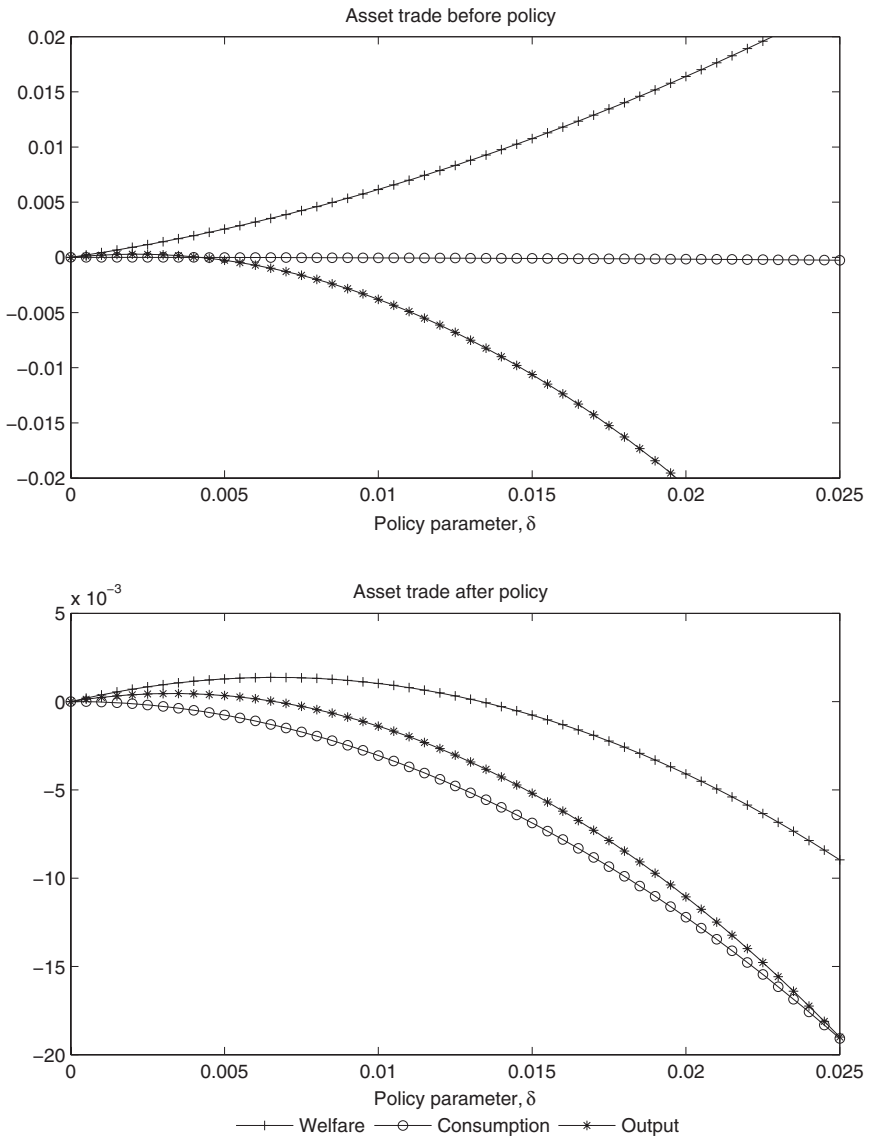 Asset trade before policy
0.02
0.015
0.01
0.005
0
−0.005
−0.01
−0.015
−0.02
0 0.005 0.01 0.015 0.02 0.025
Policy parameter, δ
x 10−3
Asset trade after policy
5
0
−5
−10
−15
−20
0 0.005 0.01 0.015 0.02 0.025
Policy parameter, δ
Welfare Consumption Output